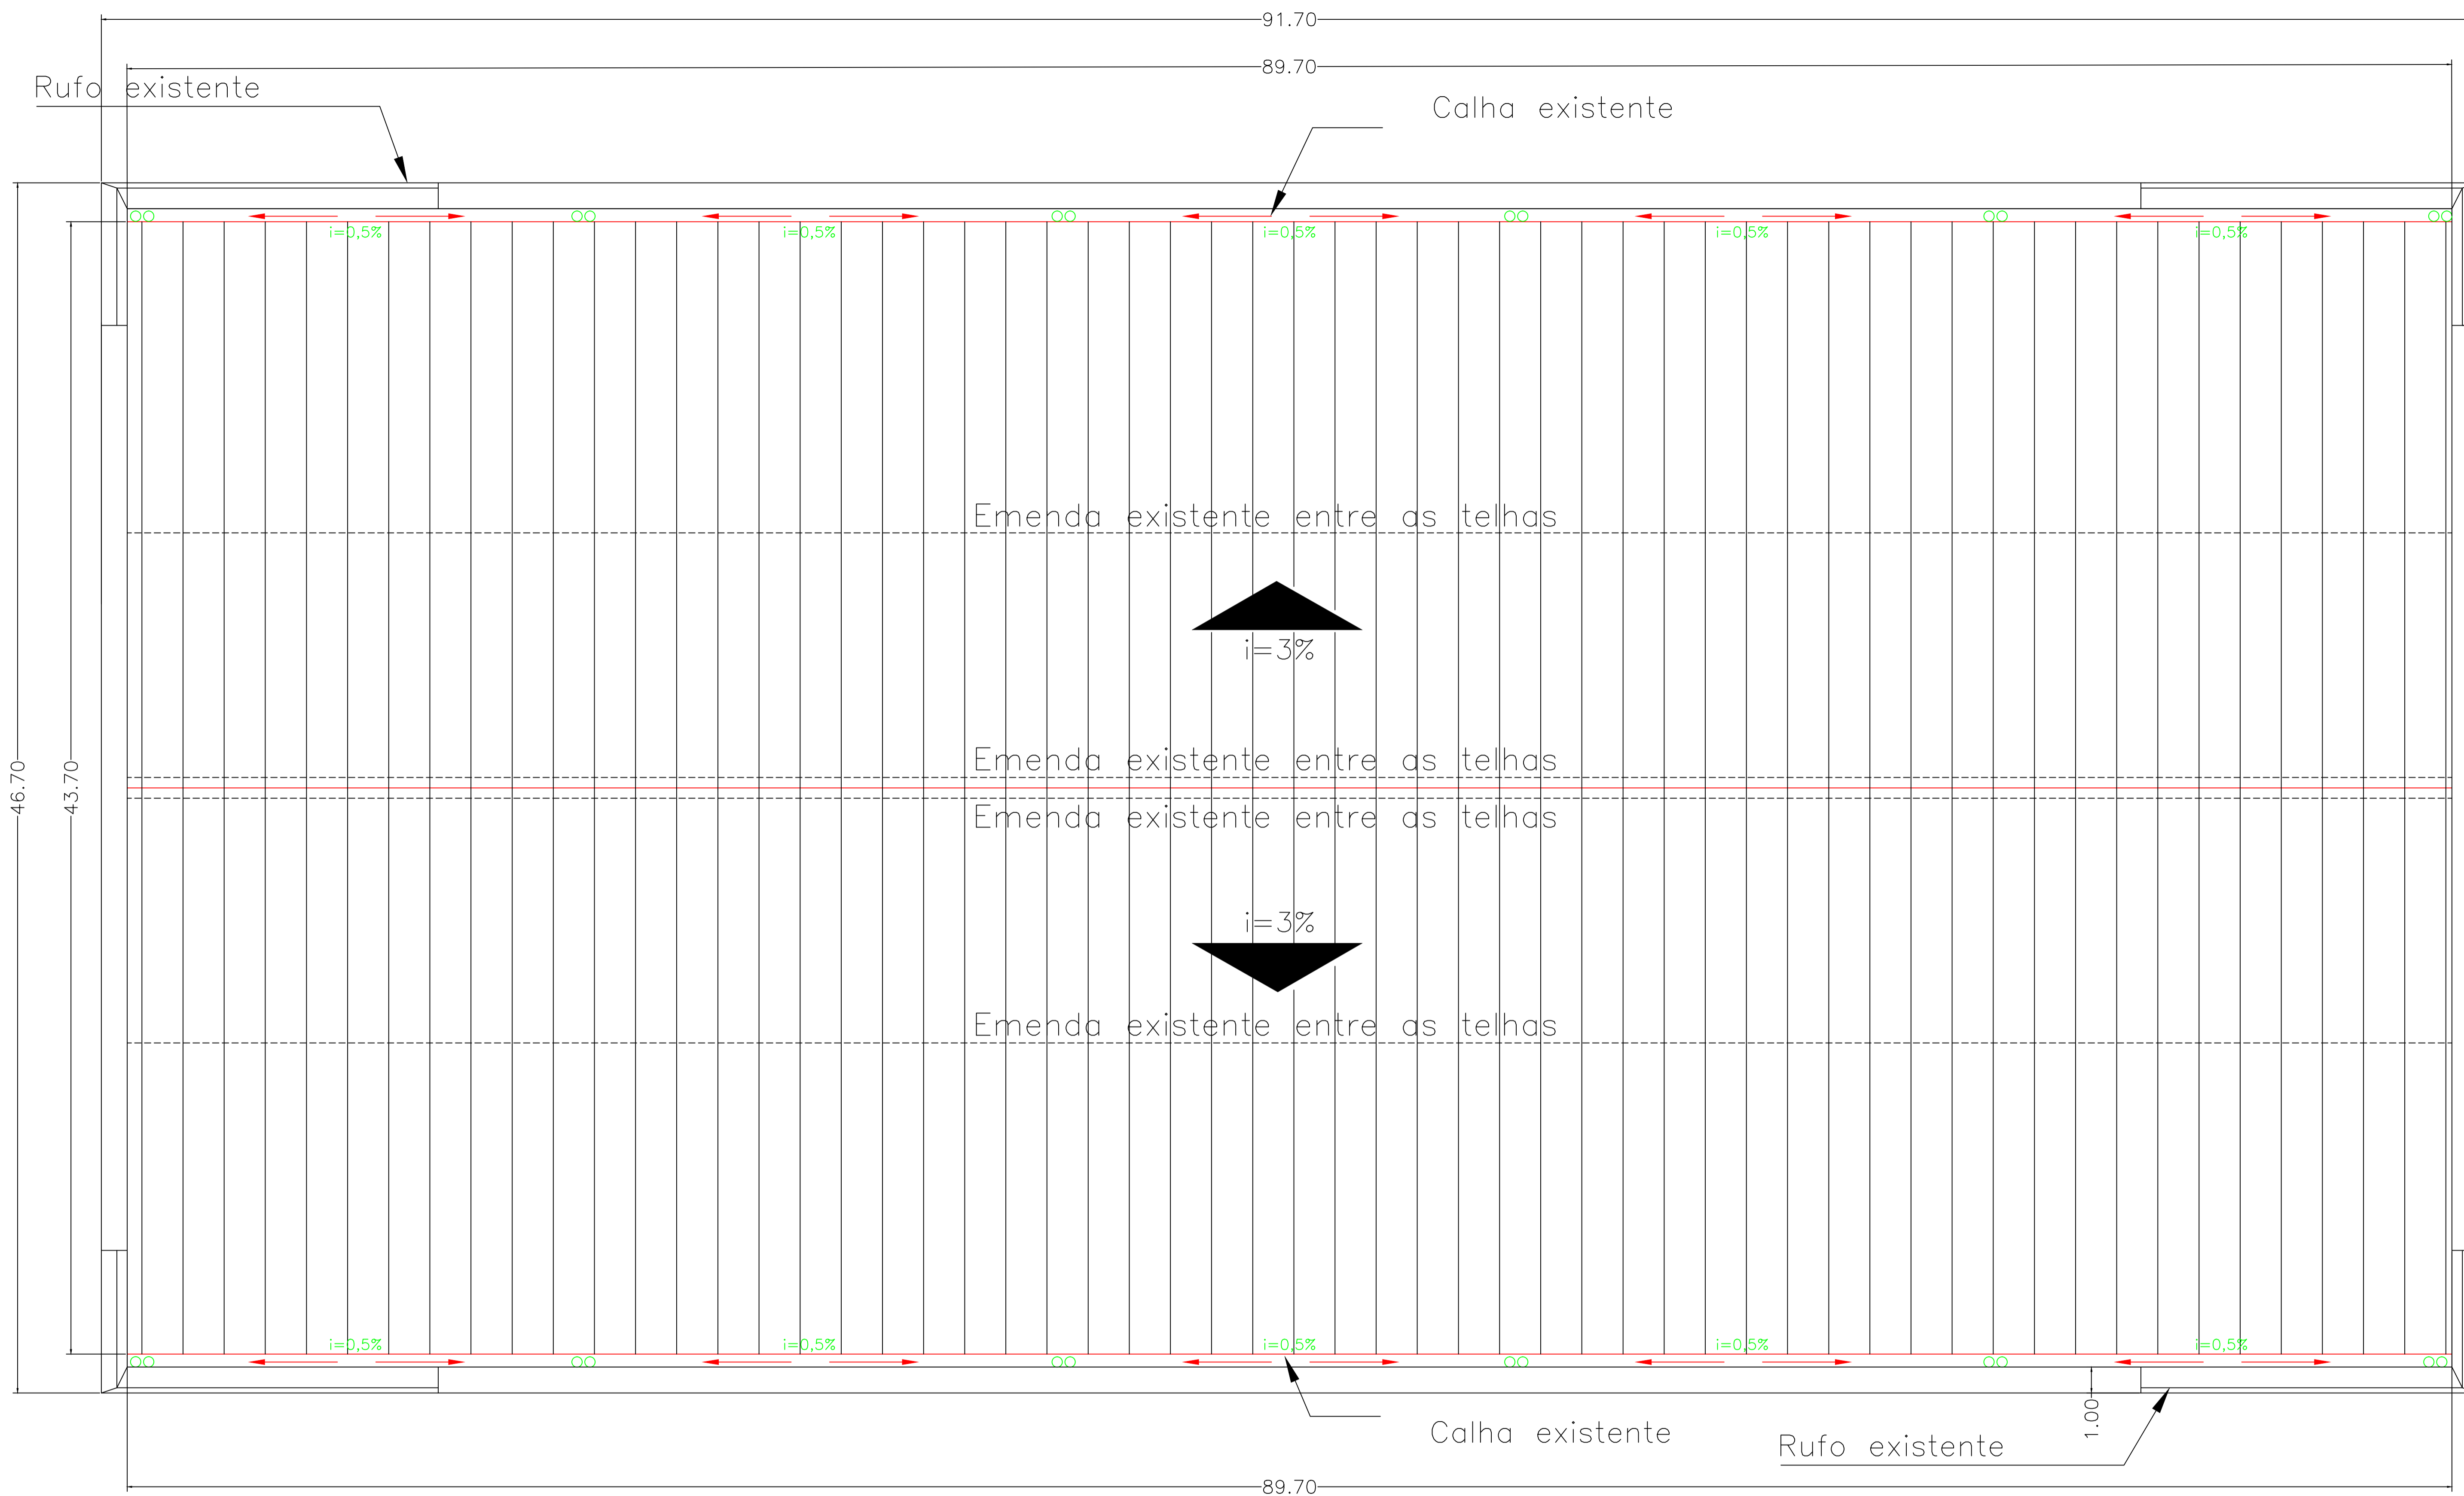 91.70
89.70
Rufo existente
Calha existente
i=0,5%
i=0,5%
i=0,5%
i=0,5%
i=0,5%
Emenda existente entre as telhas
i=3%
Emenda existente entre as telhas
46.70
43.70
Emenda existente entre as telhas
i=3%
Emenda existente entre as telhas
i=0,5%
i=0,5%
i=0,5%
i=0,5%
i=0,5%
1.00
Calha existente
Rufo existente
89.70